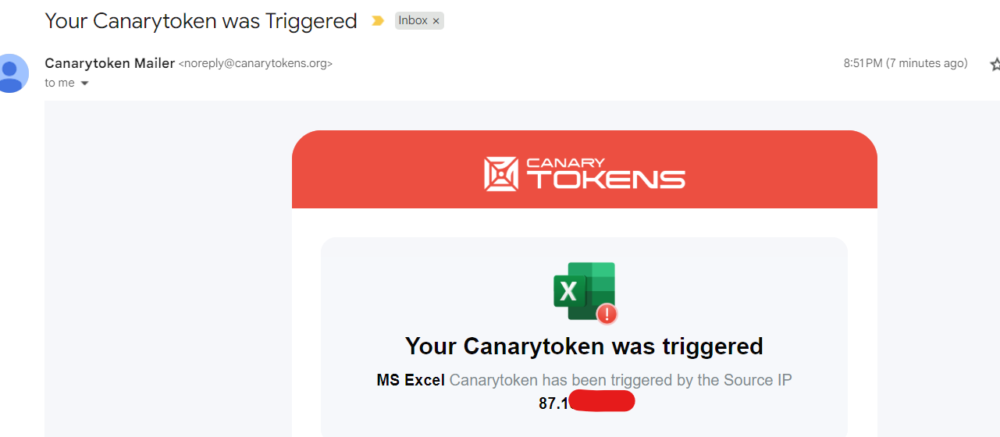 Your Canarytoken was Triggered Inbox ×
Canarytoken Mailer <noreply@canarytokens.org> 8:51 PM (7 minutes ago)
to me
CANARY
TOKENS
X
!
Your Canarytoken was triggered
MS Excel Canarytoken has been triggered by the Source IP
87.1